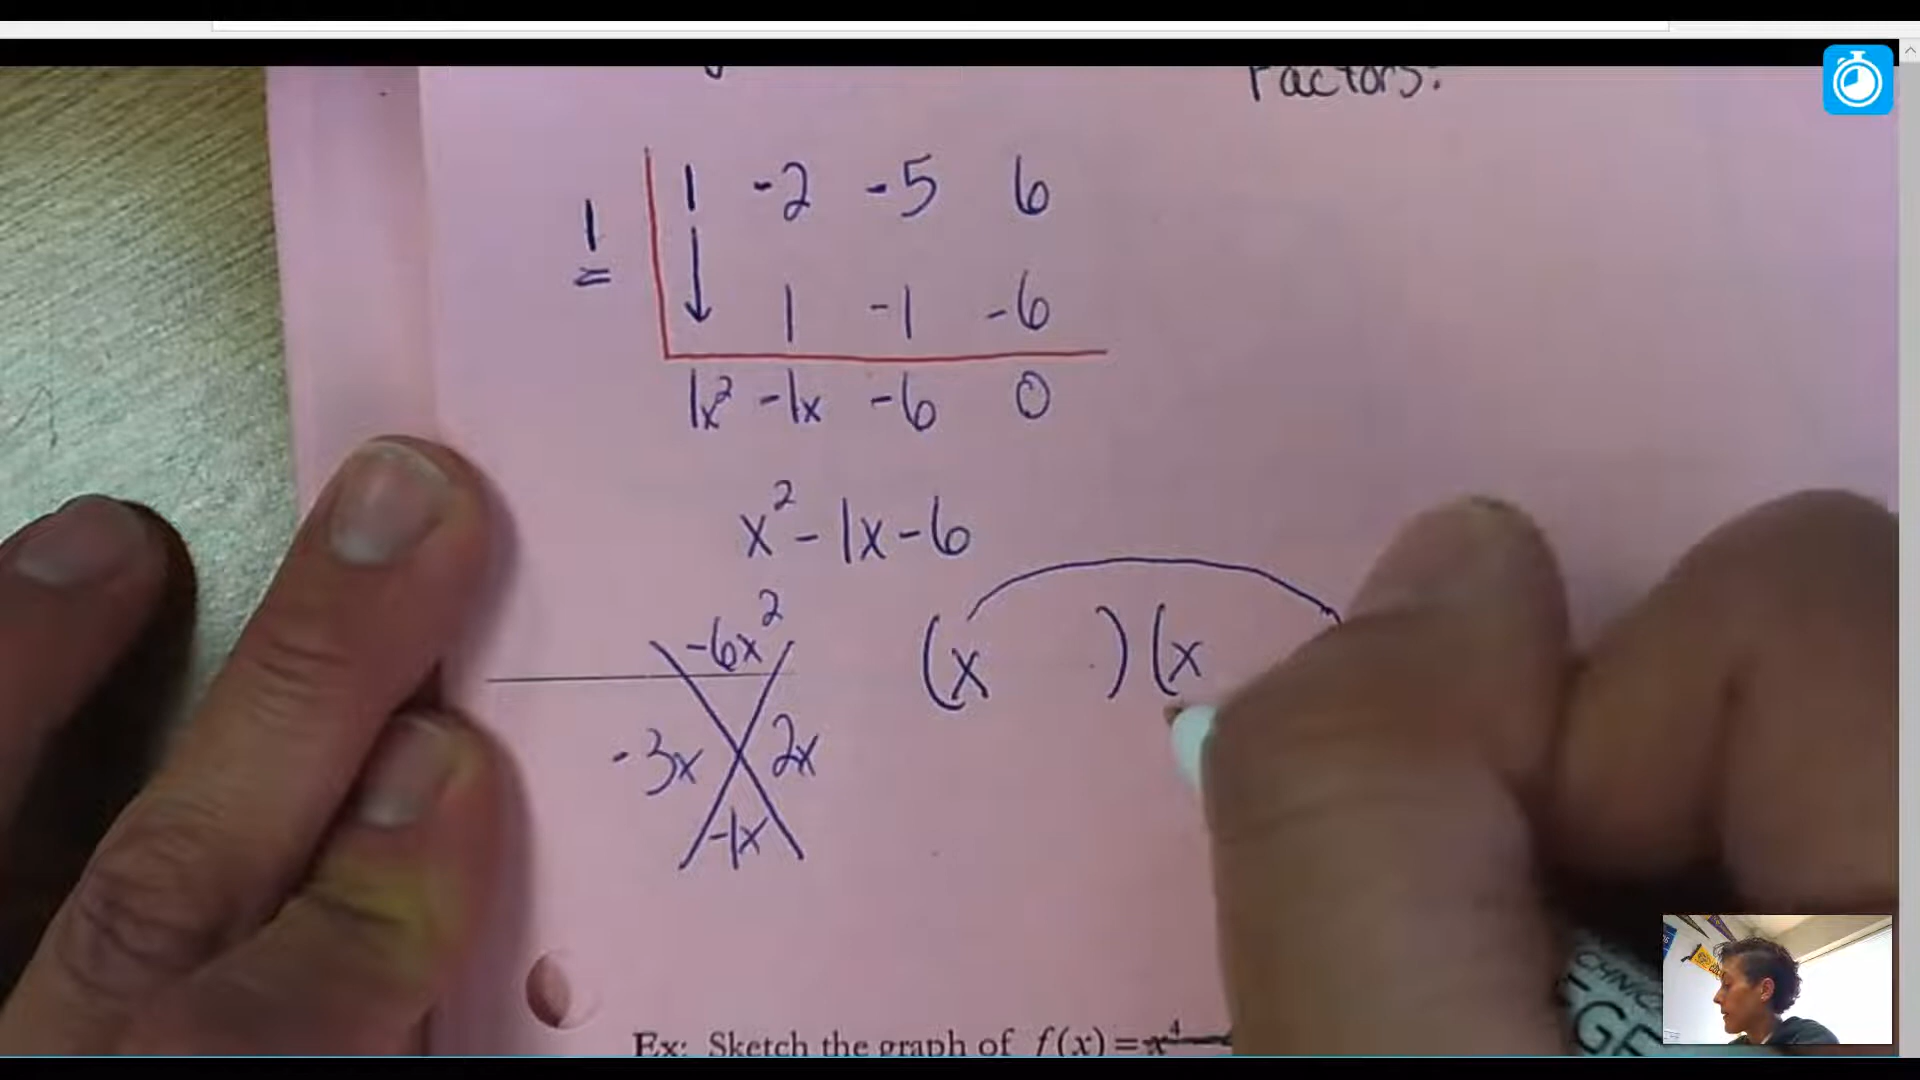 Factors:
1 -2 -5 6
1
1 -1 -6
1x² -1x -6 0
x² - 1x - 6
-6x²
(x ) (x
-3x 2x
-1x
Ex: Sketch the graph of f(x) = x⁴